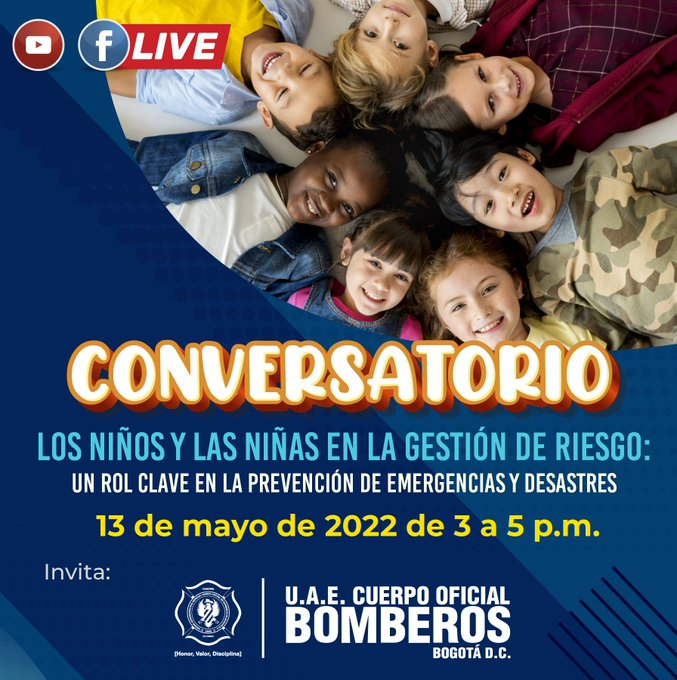 LIVE
CONVERSATORIO
LOS NIÑOS Y LAS NIÑAS EN LA GESTIÓN DE RIESGO:
UN ROL CLAVE EN LA PREVENCIÓN DE EMERGENCIAS Y DESASTRES
13 de mayo de 2022 de 3 a 5 p.m.
Invita:
U.A.E. CUERPO OFICIAL
BOMBEROS
BOGOTÁ D.C.
[Honor, Valor, Disciplina]